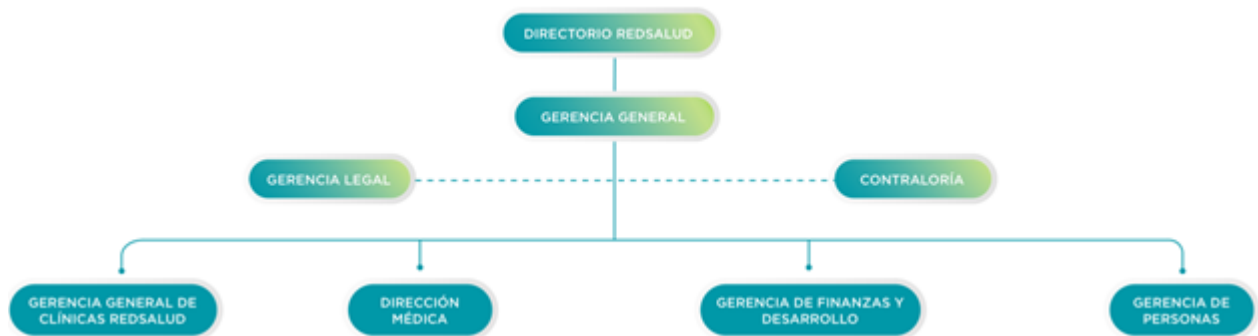 DIRECTORIO REDSALUD
GERENCIA GENERAL
GERENCIA LEGAL
CONTRALORÍA
GERENCIA GENERAL DE
CLÍNICAS REDSALUD
DIRECCIÓN
MÉDICA
GERENCIA DE FINANZAS Y
DESARROLLO
GERENCIA DE
PERSONAS